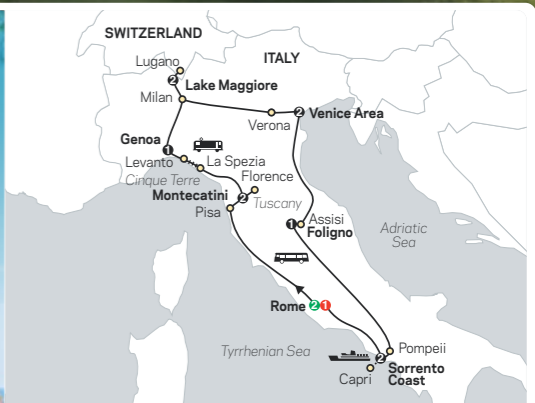 SWITZERLAND
ITALY
Lugano
2
Lake Maggiore
Milan
Verona
2
Venice Area
Genoa
1
Levanto
La Spezia
Cinque Terre
Florence
Montecatini
2
Tuscany
Pisa
1
Assisi
Foligno
Adriatic
Sea
Rome
2
1
Tyrrhenian Sea
Pompeii
2
Sorrento
Coast
Capri